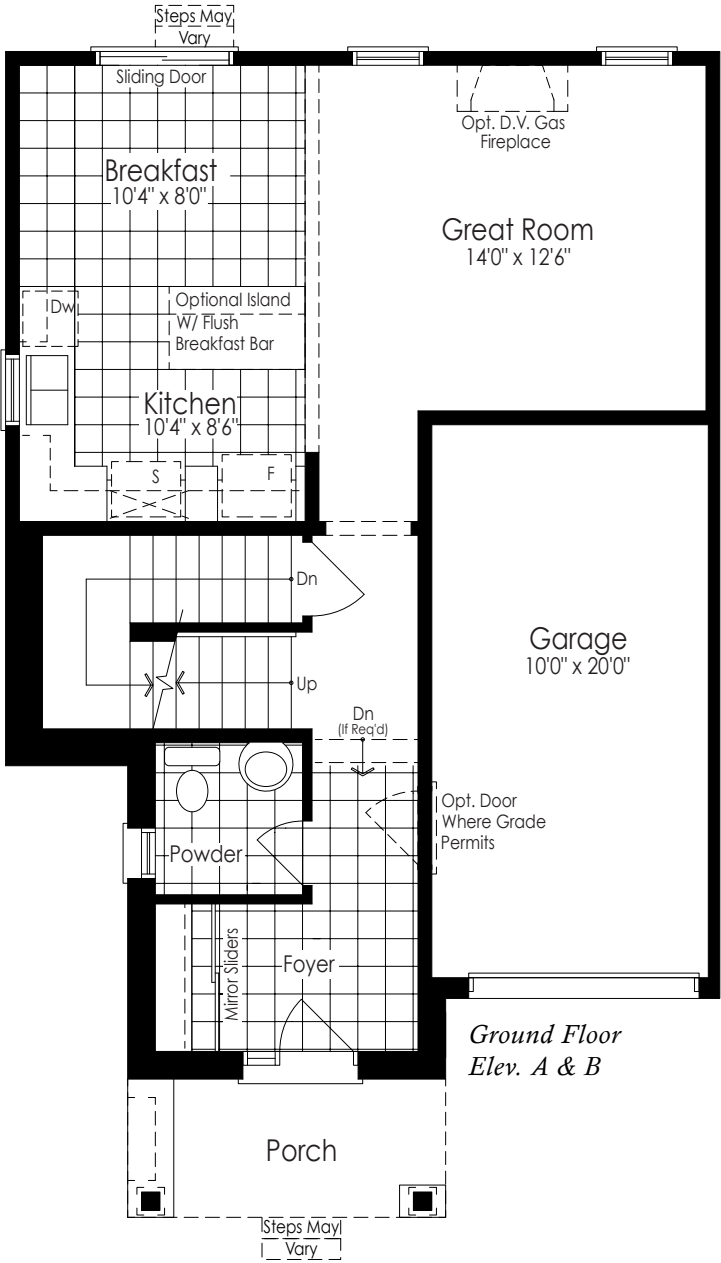 Steps May
Vary
Sliding Door
Opt. D.V. Gas
Fireplace
Breakfast
10'4" x 8'0"
Great Room
14'0" x 12'6"
Dw
Optional Island
W/ Flush
Breakfast Bar
Kitchen
10'4" x 8'6"
S
F
Dn
Garage
10'0" x 20'0"
Up
Dn
(If Req'd)
Opt. Door
Where Grade
Permits
Powder
Mirror Sliders
Foyer
Ground Floor
Elev. A & B
Porch
Steps May
Vary